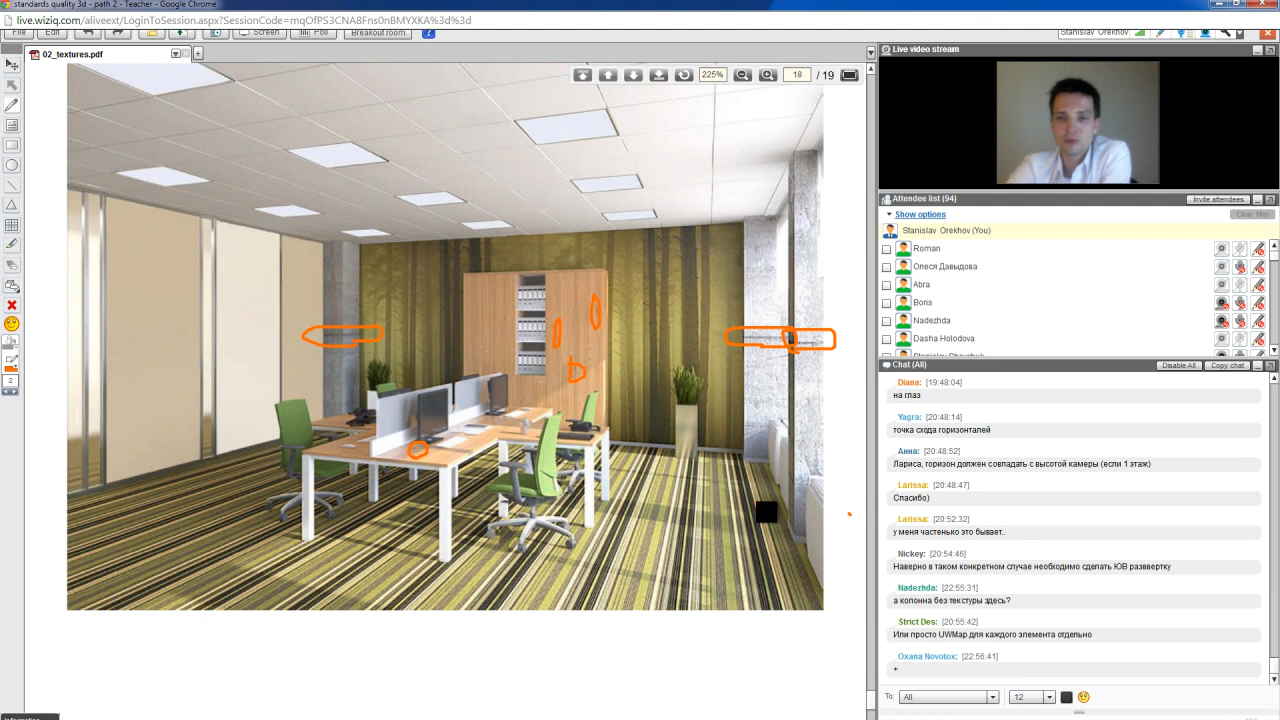 standards quality 3d - path 2 - Teacher - Google Chrome
live.wiziq.com/aliveext/LoginToSession.aspx?SessionCode=mqOfPS3CNA8Fns0nBMYXKA%3d%3d
File Edit Screen Poll Breakout room ? Stanislav Orekhov
02_textures.pdf
225% 18 / 19
Live video stream
Attendee list (94) Invite attendees
Show options Clear filter
Stanislav Orekhov (You)
Roman
Олеся Давыдова
Abra
Boris
Nadezhda
Dasha Holodova
Chat (All) Disable All Copy chat
Diana: [19:48:04]
на глаз
Yagra: [20:48:14]
точка схода горизонталей
Анна: [20:48:52]
Лариса, горизон должен совпадать с высотой камеры (если 1 этаж)
Larissa: [20:48:47]
Спасибо)
Larissa: [20:52:32]
у меня частенько это бывает..
Nickey: [20:54:46]
Наверно в таком конкретном случае необходимо сделать ЮВ разввертку
Nadezhda: [22:55:31]
а колонна без текстуры здесь?
Strict Des: [20:55:42]
Или просто UWMap для каждого элемента отдельно
Oxana Novotox: [22:56:41]
+
To: All 12
2